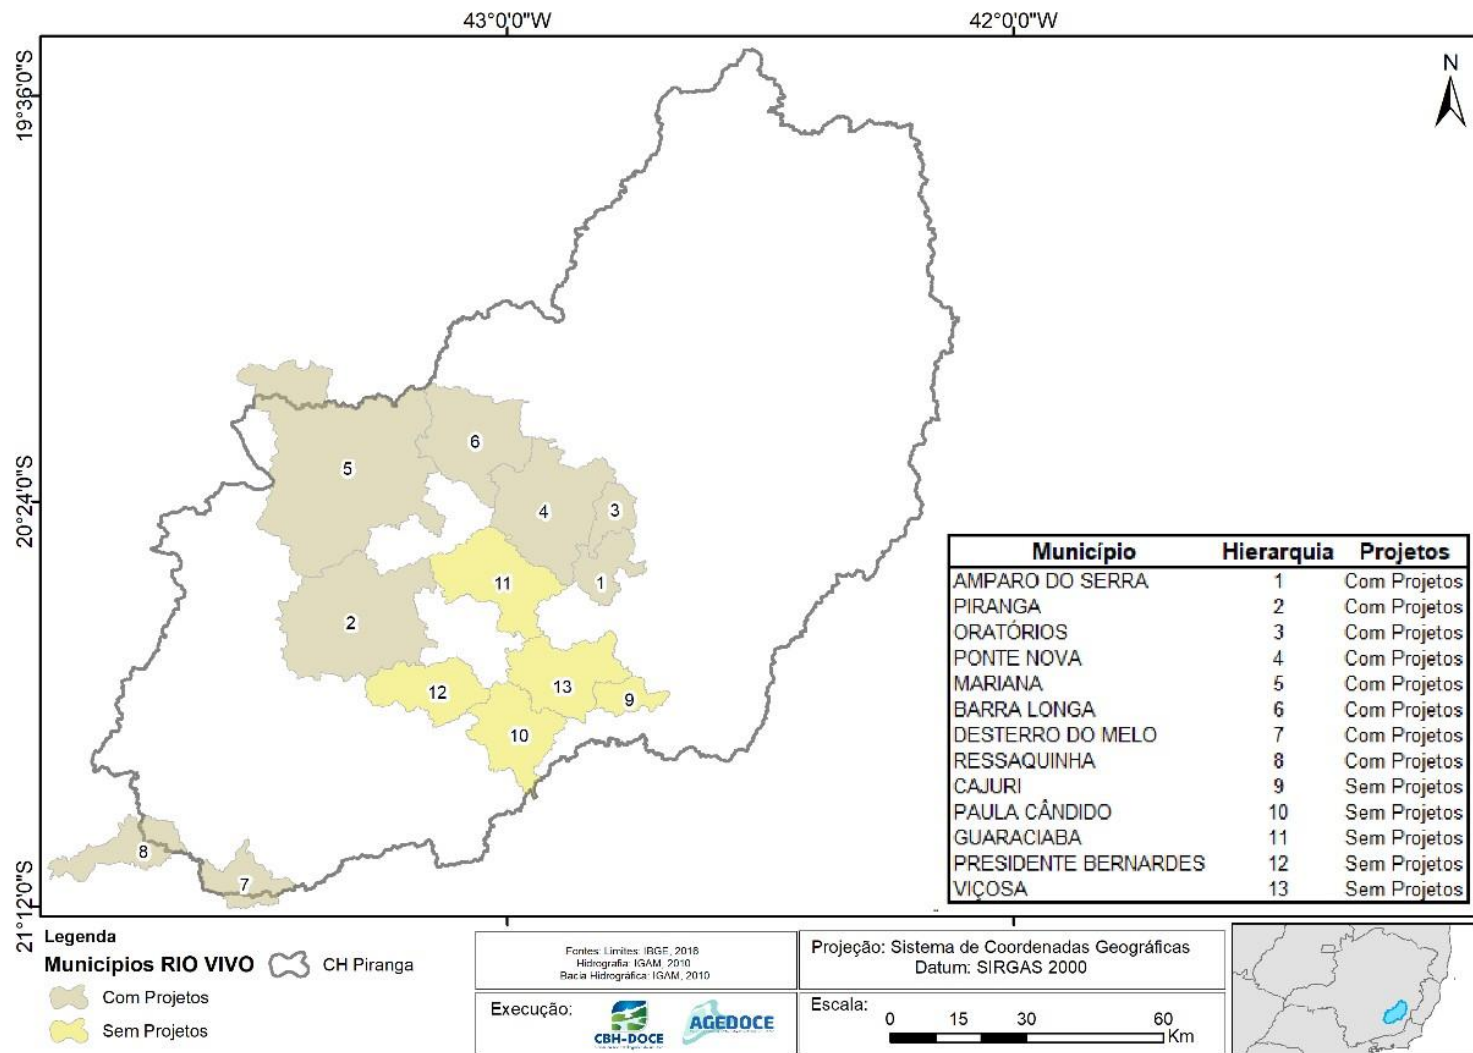 43°0'0"W
42°0'0"W
19°36'0"S
20°24'0"S
21°12'0"S
N
5
6
4
3
1
11
2
12
13
9
10
8
7
Município Hierarquia Projetos
AMPARO DO SERRA 1 Com Projetos
PIRANGA 2 Com Projetos
ORATÓRIOS 3 Com Projetos
PONTE NOVA 4 Com Projetos
MARIANA 5 Com Projetos
BARRA LONGA 6 Com Projetos
DESTERRO DO MELO 7 Com Projetos
RESSAQUINHA 8 Com Projetos
CAJURI 9 Sem Projetos
PAULA CÂNDIDO 10 Sem Projetos
GUARACIABA 11 Sem Projetos
PRESIDENTE BERNARDES 12 Sem Projetos
VIÇOSA 13 Sem Projetos
Legenda
Municípios RIO VIVO CH Piranga
Com Projetos
Sem Projetos
Fontes: Limites: IBGE, 2016
Hidrografia: IGAM, 2010
Bacia Hidrográfica: IGAM, 2010
Execução:
CBH-DOCE
AGEDOCE
Projeção: Sistema de Coordenadas Geográficas
Datum: SIRGAS 2000
Escala:
0 15 30 60
Km